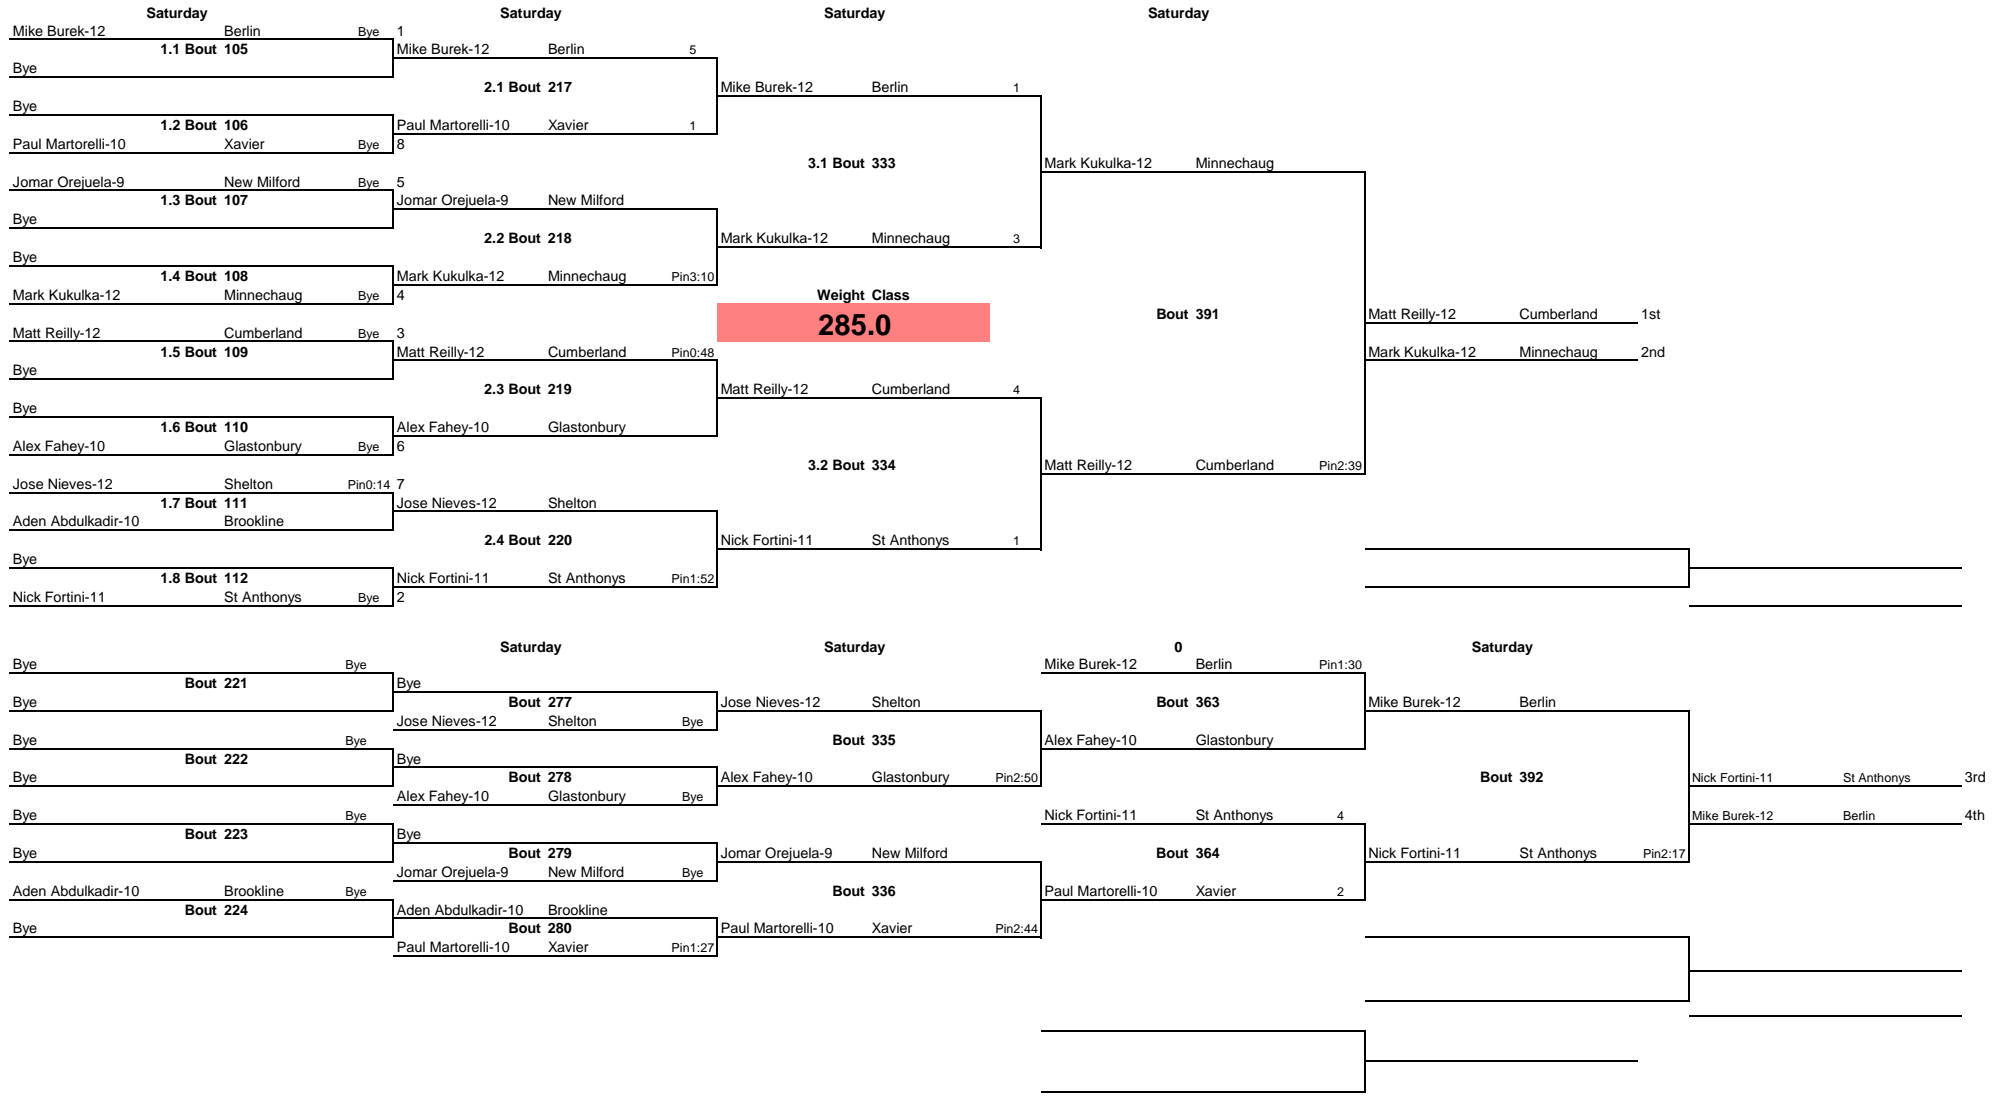 Saturday Saturday Saturday Saturday
Mike Burek-12 Berlin Bye 1
1.1 Bout 105 Mike Burek-12 Berlin 5
Bye
2.1 Bout 217 Mike Burek-12 Berlin 1
Bye
1.2 Bout 106 Paul Martorelli-10 Xavier 1
Paul Martorelli-10 Xavier Bye 8
3.1 Bout 333 Mark Kukulka-12 Minnechaug
Jomar Orejuela-9 New Milford Bye 5
1.3 Bout 107 Jomar Orejuela-9 New Milford
Bye
2.2 Bout 218 Mark Kukulka-12 Minnechaug 3
Bye
1.4 Bout 108 Mark Kukulka-12 Minnechaug Pin3:10
Mark Kukulka-12 Minnechaug Bye 4 Weight Class
285.0 Bout 391 Matt Reilly-12 Cumberland 1st
Matt Reilly-12 Cumberland Bye 3
1.5 Bout 109 Matt Reilly-12 Cumberland Pin0:48 Mark Kukulka-12 Minnechaug 2nd
Bye
2.3 Bout 219 Matt Reilly-12 Cumberland 4
Bye
1.6 Bout 110 Alex Fahey-10 Glastonbury
Alex Fahey-10 Glastonbury Bye 6
3.2 Bout 334 Matt Reilly-12 Cumberland Pin2:39
Jose Nieves-12 Shelton Pin0:14 7
1.7 Bout 111 Jose Nieves-12 Shelton
Aden Abdulkadir-10 Brookline
2.4 Bout 220 Nick Fortini-11 St Anthonys 1
Bye
1.8 Bout 112 Nick Fortini-11 St Anthonys Pin1:52
Nick Fortini-11 St Anthonys Bye 2
Saturday Saturday 0 Saturday
Bye Bye Mike Burek-12 Berlin Pin1:30
Bout 221 Bye
Bye Bout 277 Jose Nieves-12 Shelton Bout 363 Mike Burek-12 Berlin
Jose Nieves-12 Shelton Bye
Bye Bye Bout 335 Alex Fahey-10 Glastonbury
Bout 222 Bye
Bye Bout 278 Alex Fahey-10 Glastonbury Pin2:50 Bout 392 Nick Fortini-11 St Anthonys 3rd
Alex Fahey-10 Glastonbury Bye
Bye Bye Nick Fortini-11 St Anthonys 4 Mike Burek-12 Berlin 4th
Bout 223 Bye
Bye Bout 279 Jomar Orejuela-9 New Milford Bout 364 Nick Fortini-11 St Anthonys Pin2:17
Jomar Orejuela-9 New Milford Bye
Aden Abdulkadir-10 Brookline Bye Bout 336 Paul Martorelli-10 Xavier 2
Bout 224 Aden Abdulkadir-10 Brookline
Bye Bout 280 Paul Martorelli-10 Xavier Pin2:44
Paul Martorelli-10 Xavier Pin1:27